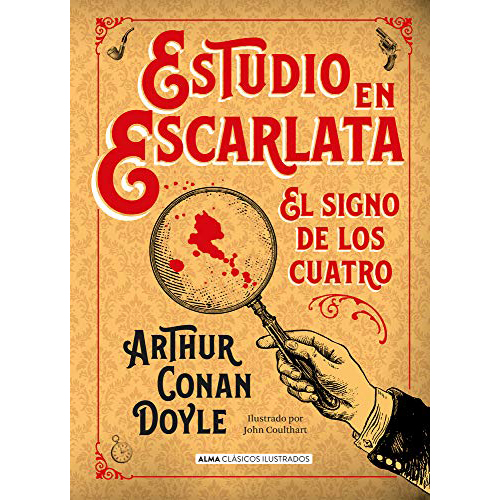 ESTUDIO
EN
ESCARLATA
EL SIGNO
DE LOS
CUATRO
ARTHUR
CONAN
DOYLE
Ilustrado por
John Coulthart
ALMA CLÁSICOS ILUSTRADOS